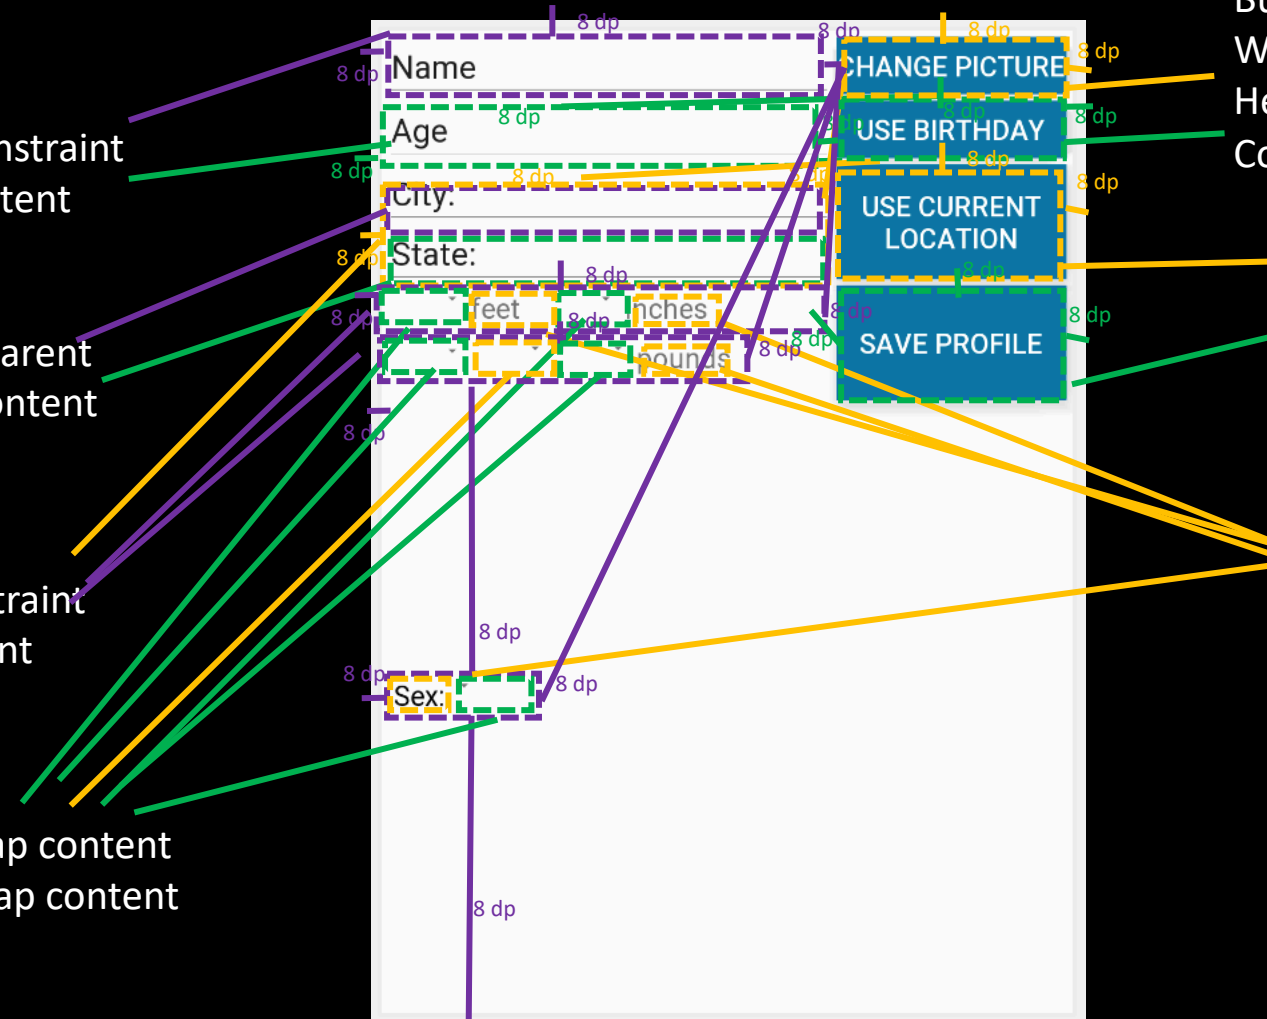 Bu
8 dp
8 dp
8 dp
W
8 dp
8 dp
Name
CHANGE PICTURE
He
8 dp
8 dp
8 dp
Age
USE BIRTHDAY
nstraint
Co
8 dp
8 dp
8 dp
8 dp
tent
City:
USE CURRENT
LOCATION
8 dp
State:
8 dp
8 dp
8 dp
feet
8 dp
nches
8 dp
8 dp
8 dp
8 dp
SAVE PROFILE
arent
pounds
ontent
8 dp
traint
8 dp
nt
8 dp
8 dp
Sex:
ap content
ap content
8 dp